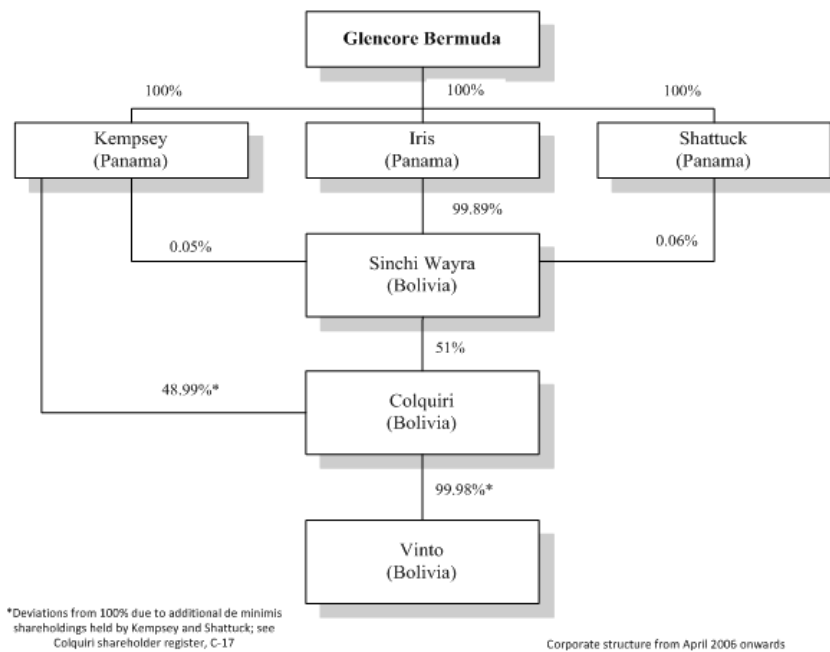 Glencore Bermuda
100%
100%
100%
Kempsey
(Panama)
Iris
(Panama)
Shattuck
(Panama)
99.89%
0.05%
0.06%
Sinchi Wayra
(Bolivia)
51%
48.99%*
Colquiri
(Bolivia)
99.98%*
Vinto
(Bolivia)
*Deviations from 100% due to additional de minimis
shareholdings held by Kempsey and Shattuck; see
Colquiri shareholder register, C-17
Corporate structure from April 2006 onwards